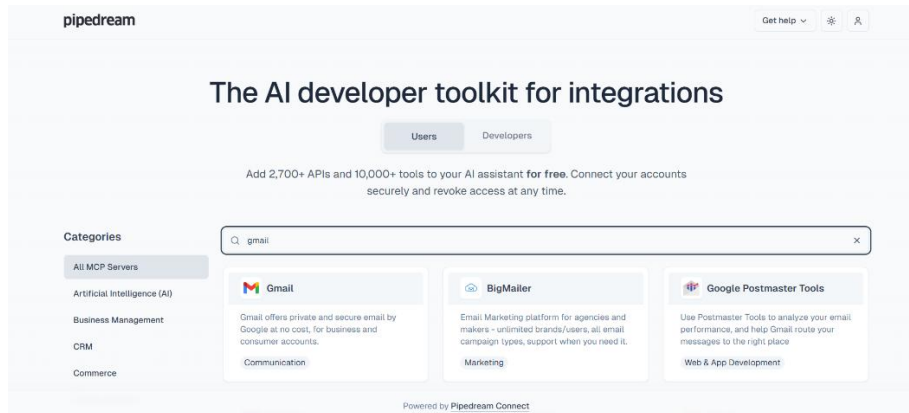 pipedream
Get help
The AI developer toolkit for integrations
Users
Developers
Add 2,700+ APIs and 10,000+ tools to your AI assistant for free. Connect your accounts
securely and revoke access at any time.
Categories
All MCP Servers
Artificial Intelligence (AI)
Business Management
CRM
Commerce
gmail
Gmail
Gmail offers private and secure email by
Google at no cost, for business and
consumer accounts.
Communication
BigMailer
Email Marketing platform for agencies and
makers - unlimited brands/users, all email
campaign types, support when you need it.
Marketing
Google Postmaster Tools
Use Postmaster Tools to analyze your email
performance, and help Gmail route your
messages to the right place
Web & App Development
Powered by Pipedream Connect